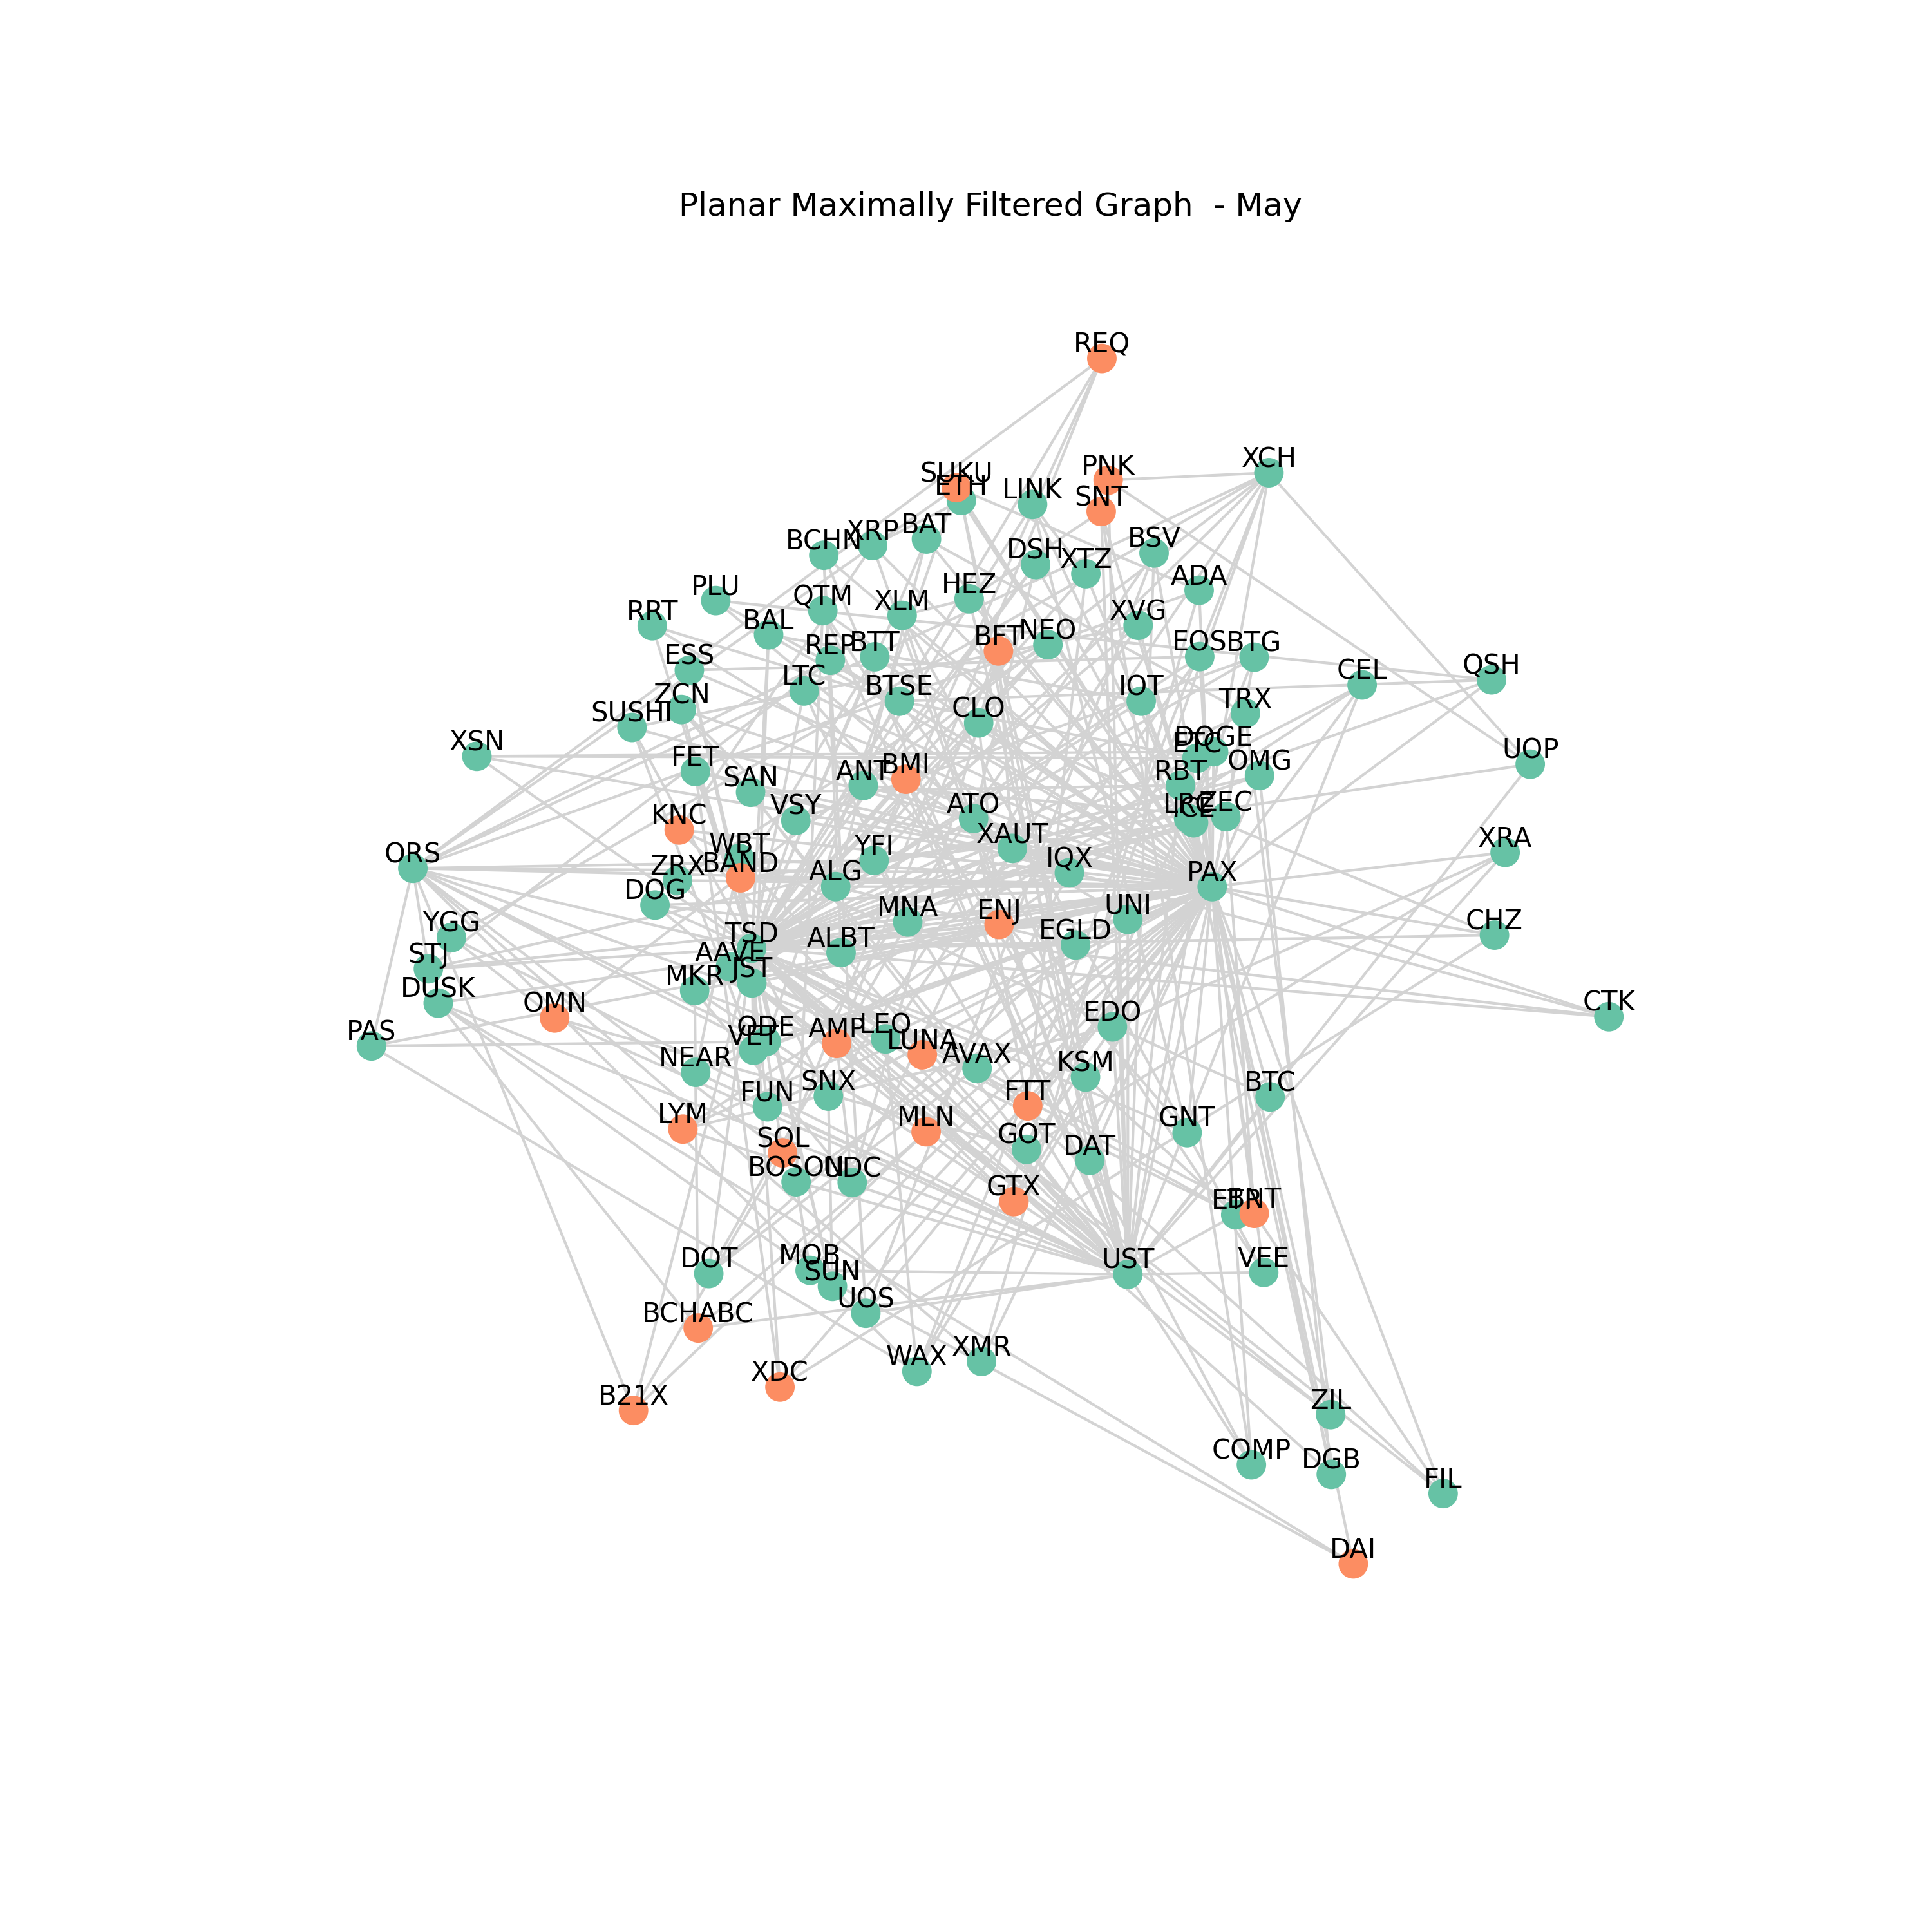 Planar Maximally Filtered Graph - May
REQ
XCH
PNK
SUKU
ETH
LINK
SNT
BAT
XRP
BCHN
BSV
DSH
XTZ
ADA
HEZ
PLU
QTM
XLM
RRT
BAL
XVG
BFT
NEO
REP
BTT
EOS
BTG
ESS
LTC
CEL
QSH
ZCN
BTSE
IOT
TRX
SUSHI
CLO
XSN
DOGE
ETC
UOP
FET
SAN
ANT
BMI
RBT
OMG
KNC
VSY
ATO
ICE
ZEC
WBT
YFI
XAUT
XRA
ORS
ZRX
BAND
ALG
IQX
PAX
DOG
MNA
ENJ
UNI
CHZ
YGG
TSD
ALBT
EGLD
STJ
AAVE
JST
MKR
DUSK
OMN
EDO
CTK
PAS
ODE
VET
AMP
LEO
LUNA
AVAX
KSM
NEAR
SNX
FTT
BTC
FUN
LYM
MLN
GNT
SOL
GOT
DAT
BOSON
UDC
GTX
ETP
BNT
DOT
MOB
SUN
UST
VEE
UOS
BCHABC
XMR
WAX
XDC
B21X
ZIL
COMP
DGB
FIL
DAI